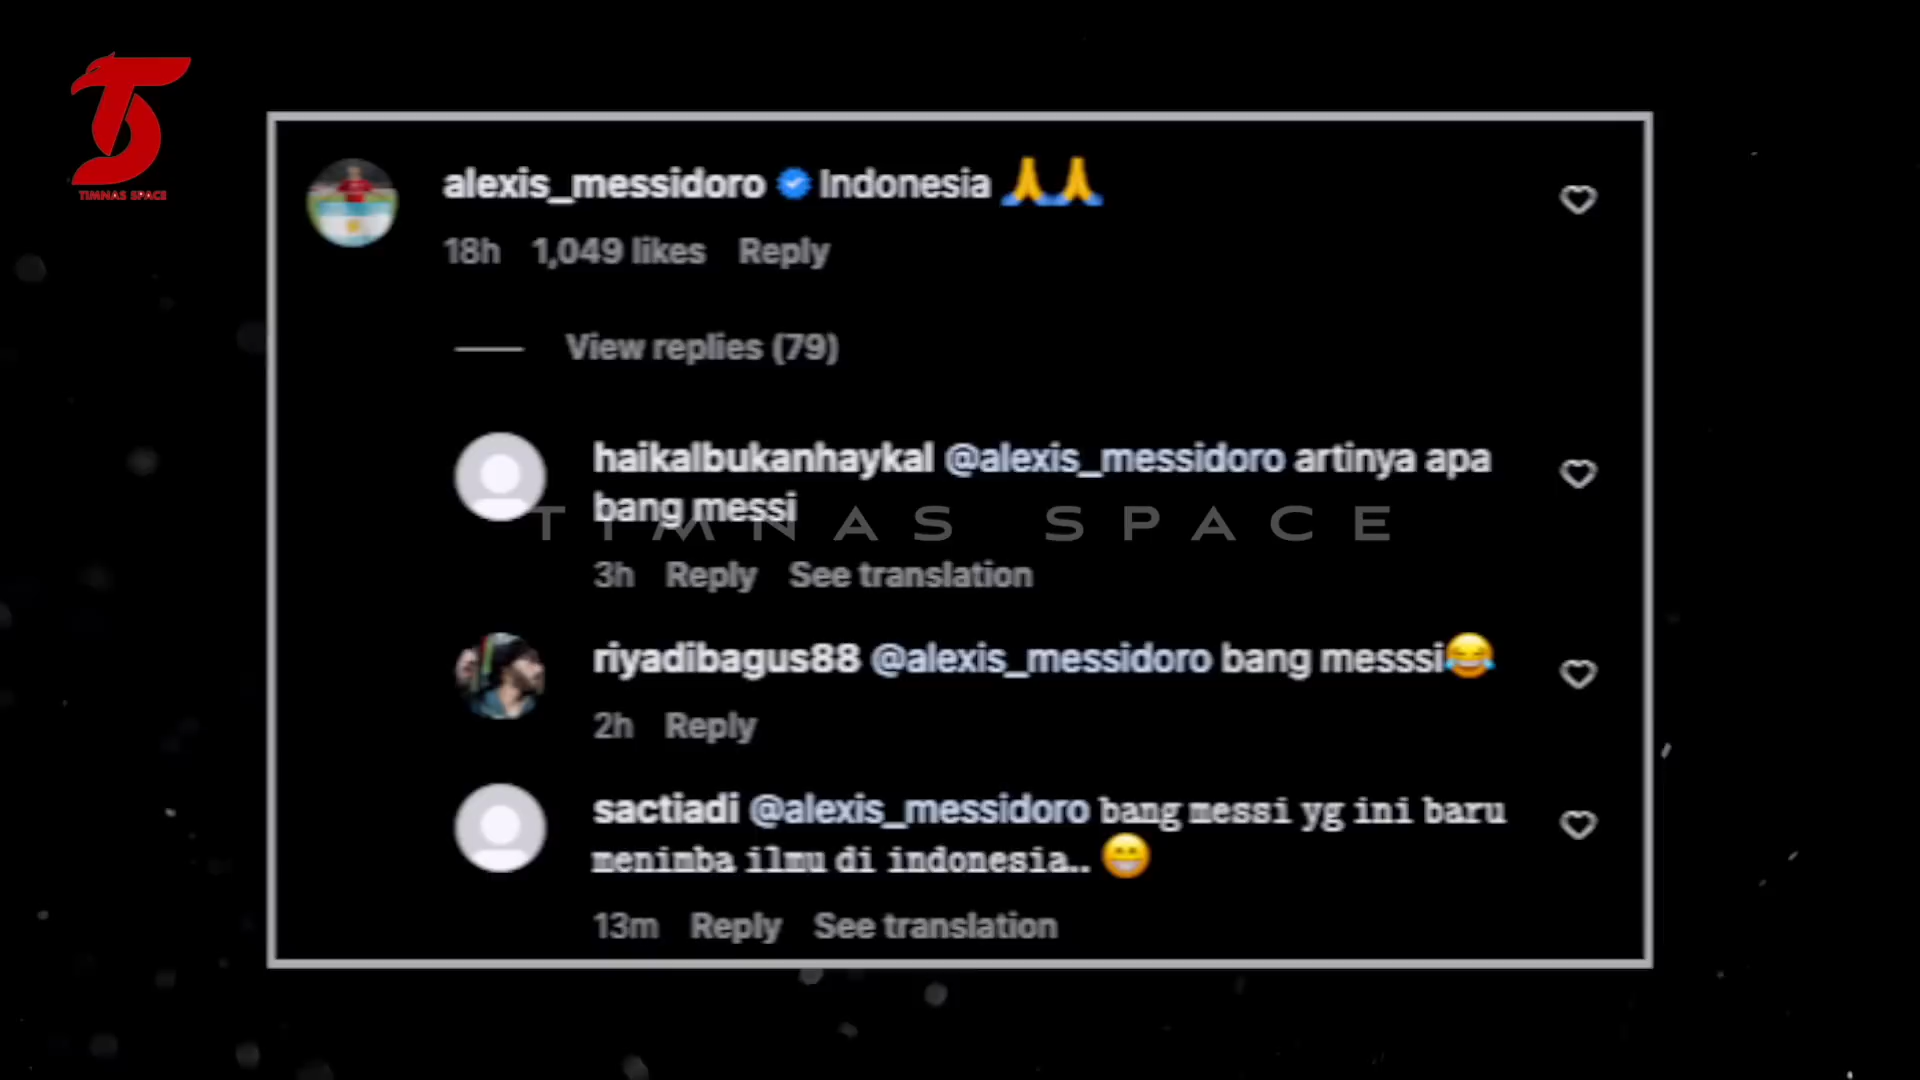 TIMNAS SPACE
alexis_messidoro Indonesia 🙏🙏
18h 1,049 likes Reply
View replies (79)
haikalbukanhaykal @alexis_messidoro artinya apa
bang messi
TIMNAS SPACE
3h Reply See translation
riyadibagus88 @alexis_messidoro bang messsi😂
2h Reply
sactiadi @alexis_messidoro bang messi yg ini baru
menimba ilmu di indonesia.. 😁
13m Reply See translation